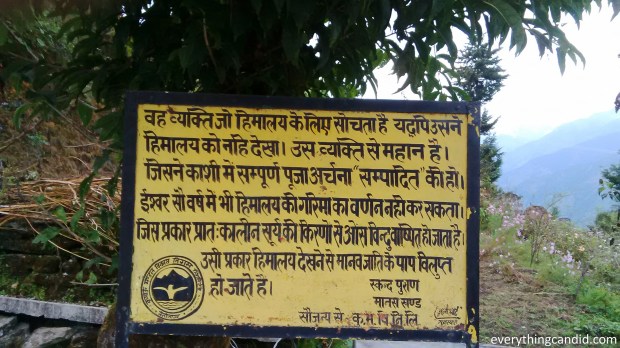 वह व्यक्ति जो हिमालय के लिए सोचता है यद्यपि उसने
हिमालय को नहि देखा। उस व्यक्ति से महान है।
जिसने काशी में सम्पूर्ण पूजा अर्चना "सम्पादित" की हो।
ईश्वर सौ वर्ष में भी हिमालय की गरिमा का वर्णन नही कर सकता।
जिस प्रकार प्रातः कालीन सूर्य की किरणो से ओस विन्दु वाष्पित हो जाता है।
उसी प्रकार हिमालय देखने से मानव जाति के पाप विलुप्त
हो जाते है।
स्कन्द पुराण
मानस खण्ड
सौजन्य से - कु.म.वि.नि.लि
everythingcandid.com